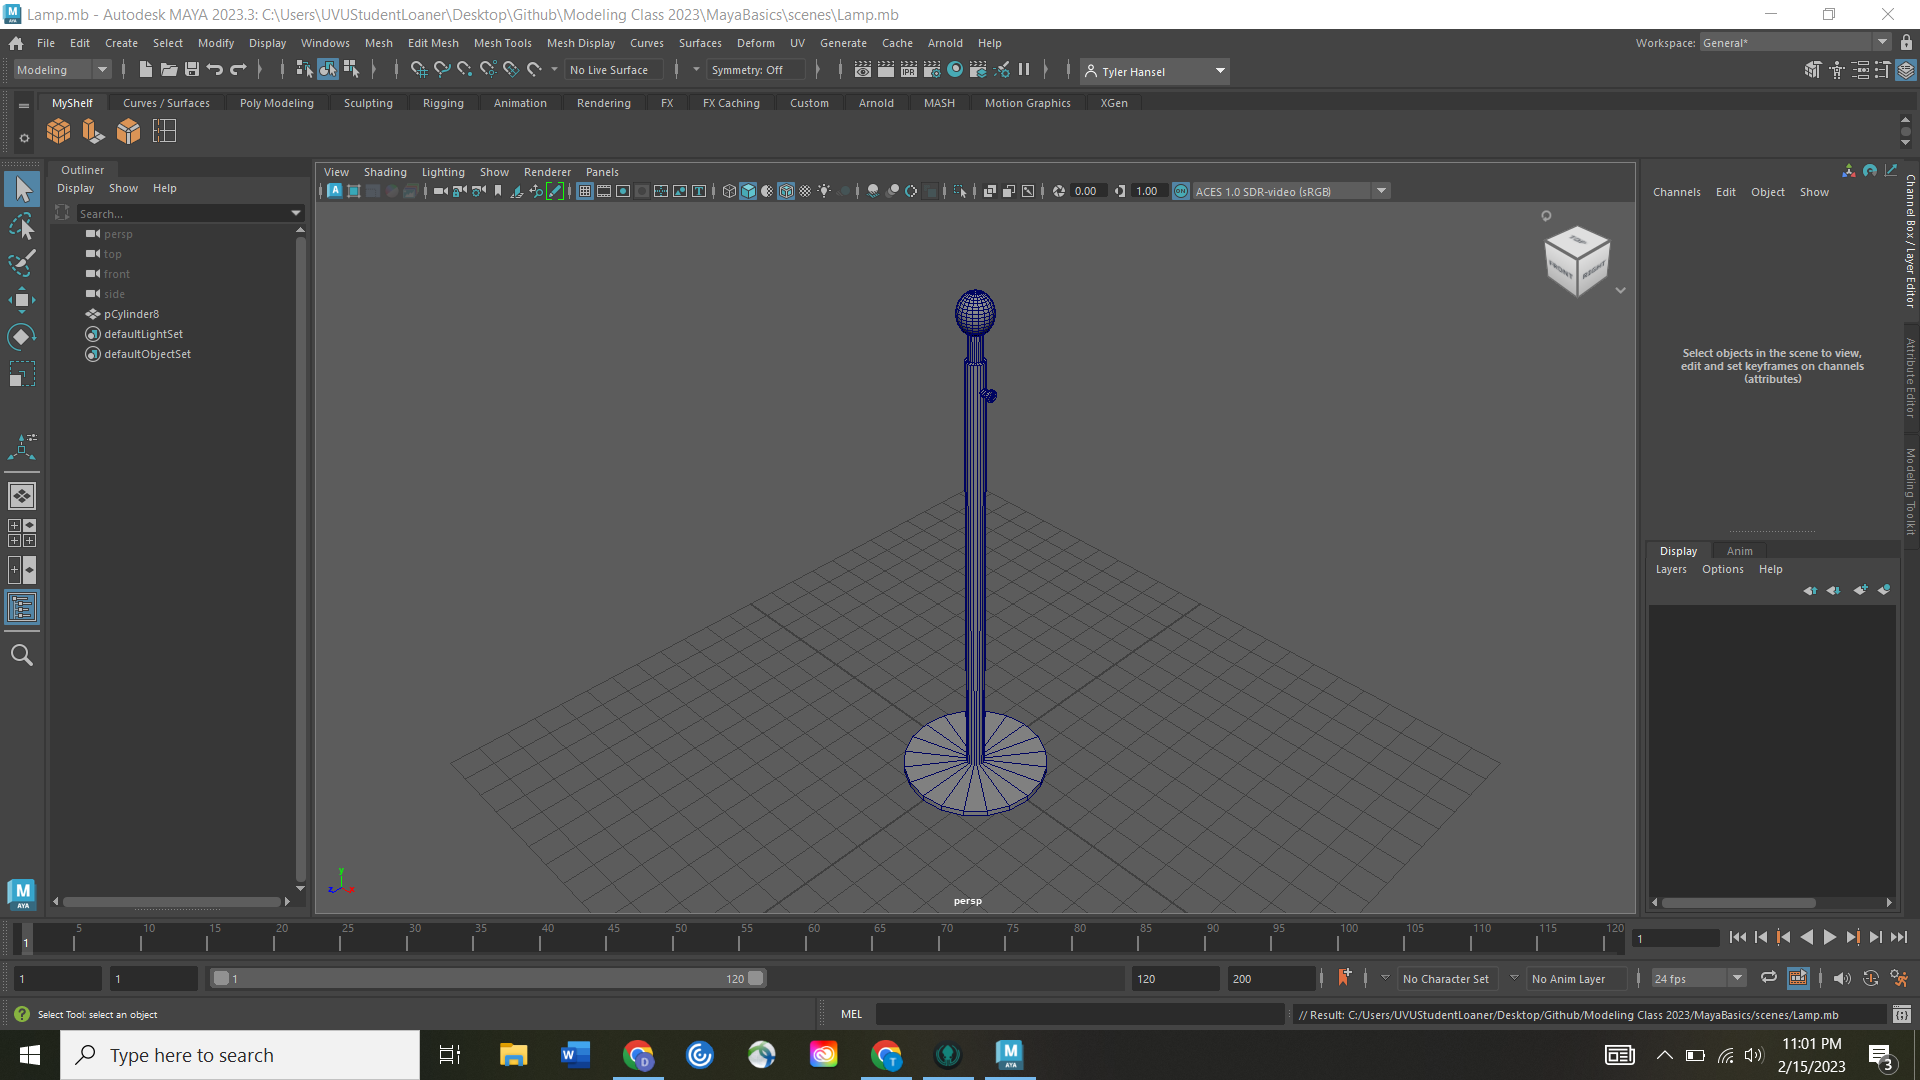 Lamp.mb - Autodesk MAYA 2023.3: C:\Users\UVUStudentLoaner\Desktop\Github\Modeling Class 2023\MayaBasics\scenes\Lamp.mb
File Edit Create Select Modify Display Windows Mesh Edit Mesh Mesh Tools Mesh Display Curves Surfaces Deform UV Generate Cache Arnold Help Workspace: General*
Modeling No Live Surface Symmetry: Off IPR Tyler Hansel
MyShelf Curves / Surfaces Poly Modeling Sculpting Rigging Animation Rendering FX FX Caching Custom Arnold MASH Motion Graphics XGen
Outliner
Display Show Help
Search...
persp
top
front
side
pCylinder8
defaultLightSet
defaultObjectSet
View Shading Lighting Show Renderer Panels
0.00 1.00 ON ACES 1.0 SDR-video (sRGB)
TOP
FRONT RIGHT
y
z x
persp
Channels Edit Object Show
Select objects in the scene to view,
edit and set keyframes on channels
(attributes)
Channel Box / Layer Editor
Attribute Editor
Modeling Toolkit
Display Anim
Layers Options Help
M
AYA
1 5 10 15 20 25 30 35 40 45 50 55 60 65 70 75 80 85 90 95 100 105 110 115 120 1
1 1 1 120 120 200 No Character Set No Anim Layer 24 fps
Select Tool: select an object MEL // Result: C:/Users/UVUStudentLoaner/Desktop/Github/Modeling Class 2023/MayaBasics/scenes/Lamp.mb
Type here to search
11:01 PM
2/15/2023
3